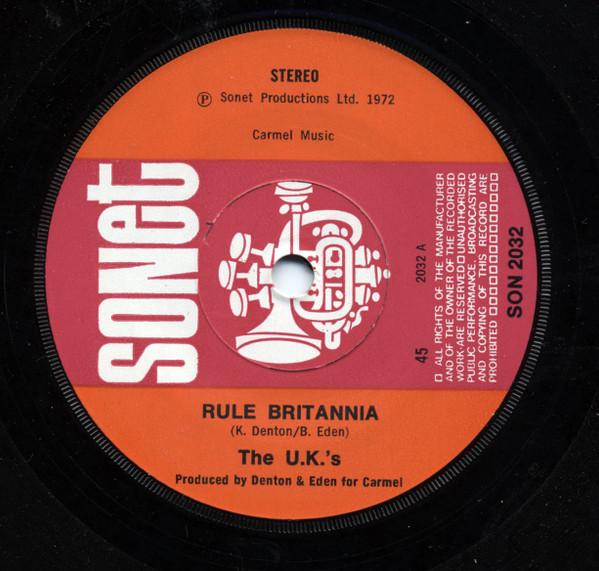 STEREO
Ⓟ Sonet Productions Ltd. 1972
Carmel Music
sonet
45
2032 A
ALL RIGHTS OF THE MANUFACTURER
AND OF THE OWNER OF THE RECORDED
WORK ARE RESERVED. UNAUTHORISED
PUBLIC PERFORMANCE, BROADCASTING
AND COPYING OF THIS RECORD ARE
PROHIBITED
SON 2032
RULE BRITANNIA
(K. Denton/B. Eden)
The U.K.'s
Produced by Denton & Eden for Carmel